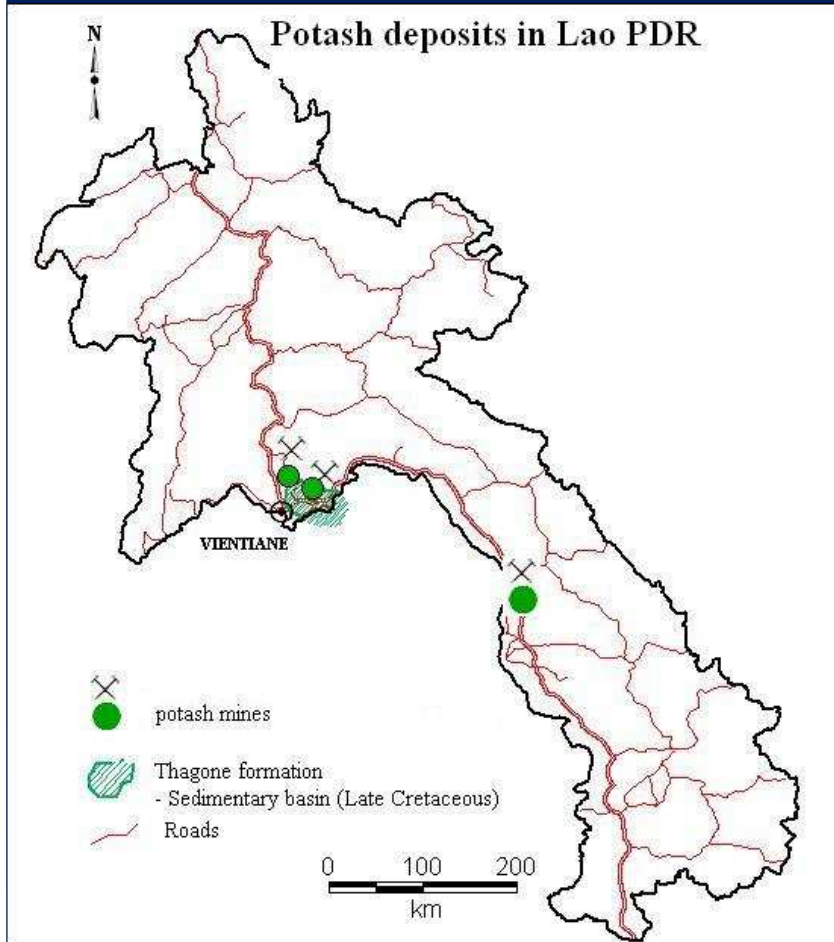 Potash deposits in Lao PDR
N
VIENTIANE
potash mines
Thagone formation
- Sedimentary basin (Late Cretaceous)
Roads
0 100 200
km